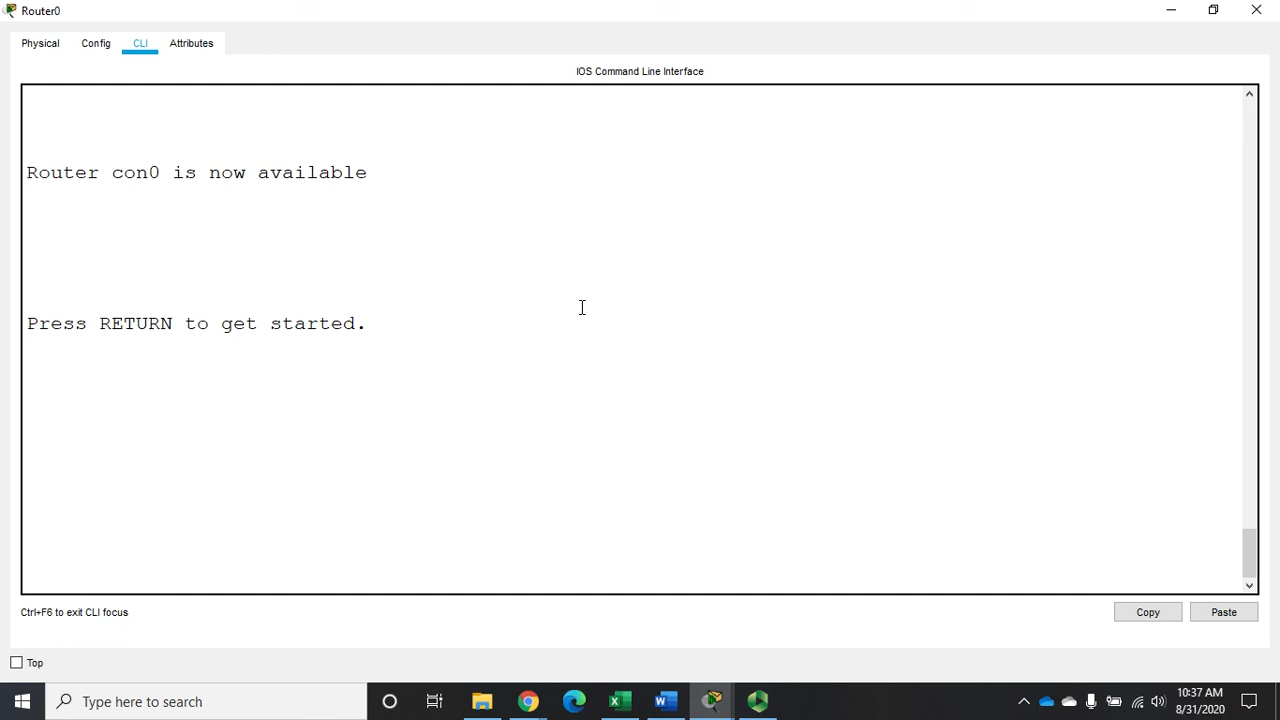 Router0
Physical Config CLI Attributes
IOS Command Line Interface
Router con0 is now available
Press RETURN to get started.
Ctrl+F6 to exit CLI focus
Copy Paste
Top
Type here to search
10:37 AM
8/31/2020